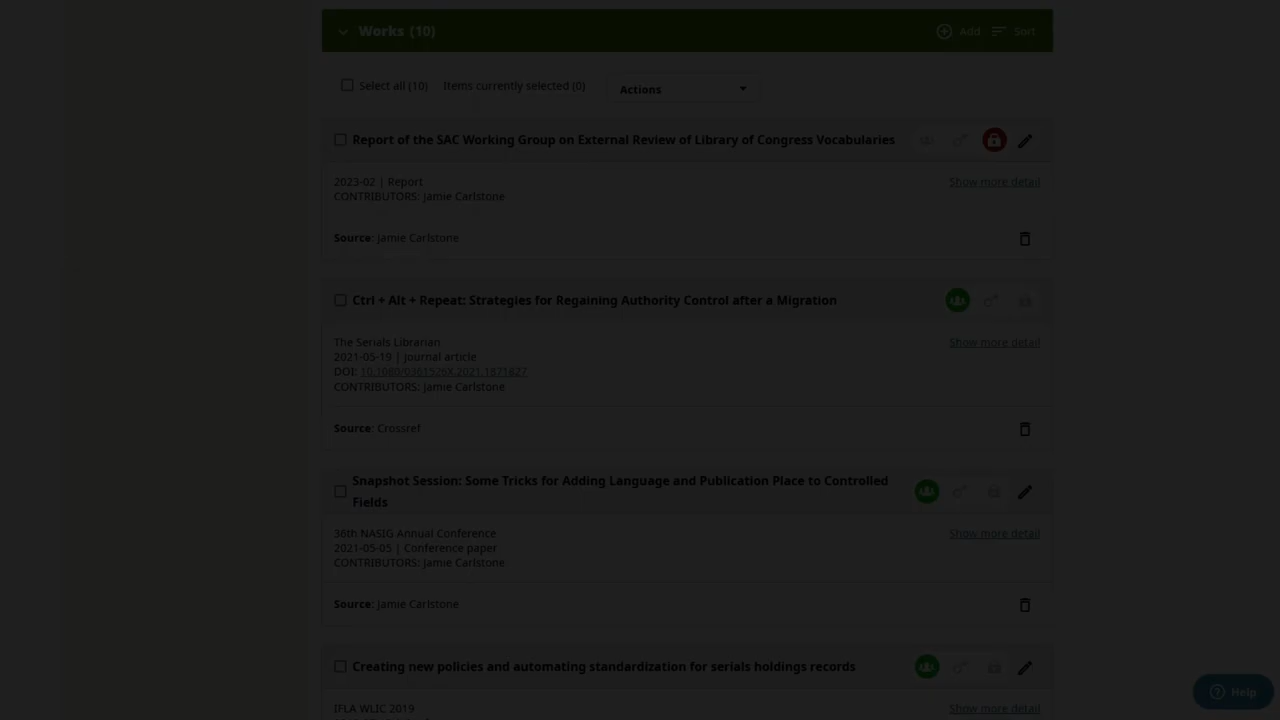 Works (10)
Add
Sort
Select all (10)
Items currently selected (0)
Actions
Report of the SAC Working Group on External Review of Library of Congress Vocabularies
2023-02 | Report
Show more detail
CONTRIBUTORS: Jamie Carlstone
Source: Jamie Carlstone
Ctrl + Alt + Repeat: Strategies for Regaining Authority Control after a Migration
The Serials Librarian
Show more detail
2021-05-19 | journal article
DOI: 10.1080/0361526X.2021.1871827
CONTRIBUTORS: Jamie Carlstone
Source: Crossref
Snapshot Session: Some Tricks for Adding Language and Publication Place to Controlled
Fields
36th NASIG Annual Conference
Show more detail
2021-05-05 | Conference paper
CONTRIBUTORS: Jamie Carlstone
Source: Jamie Carlstone
Creating new policies and automating standardization for serials holdings records
IFLA WLIC 2019
Show more detail
Help